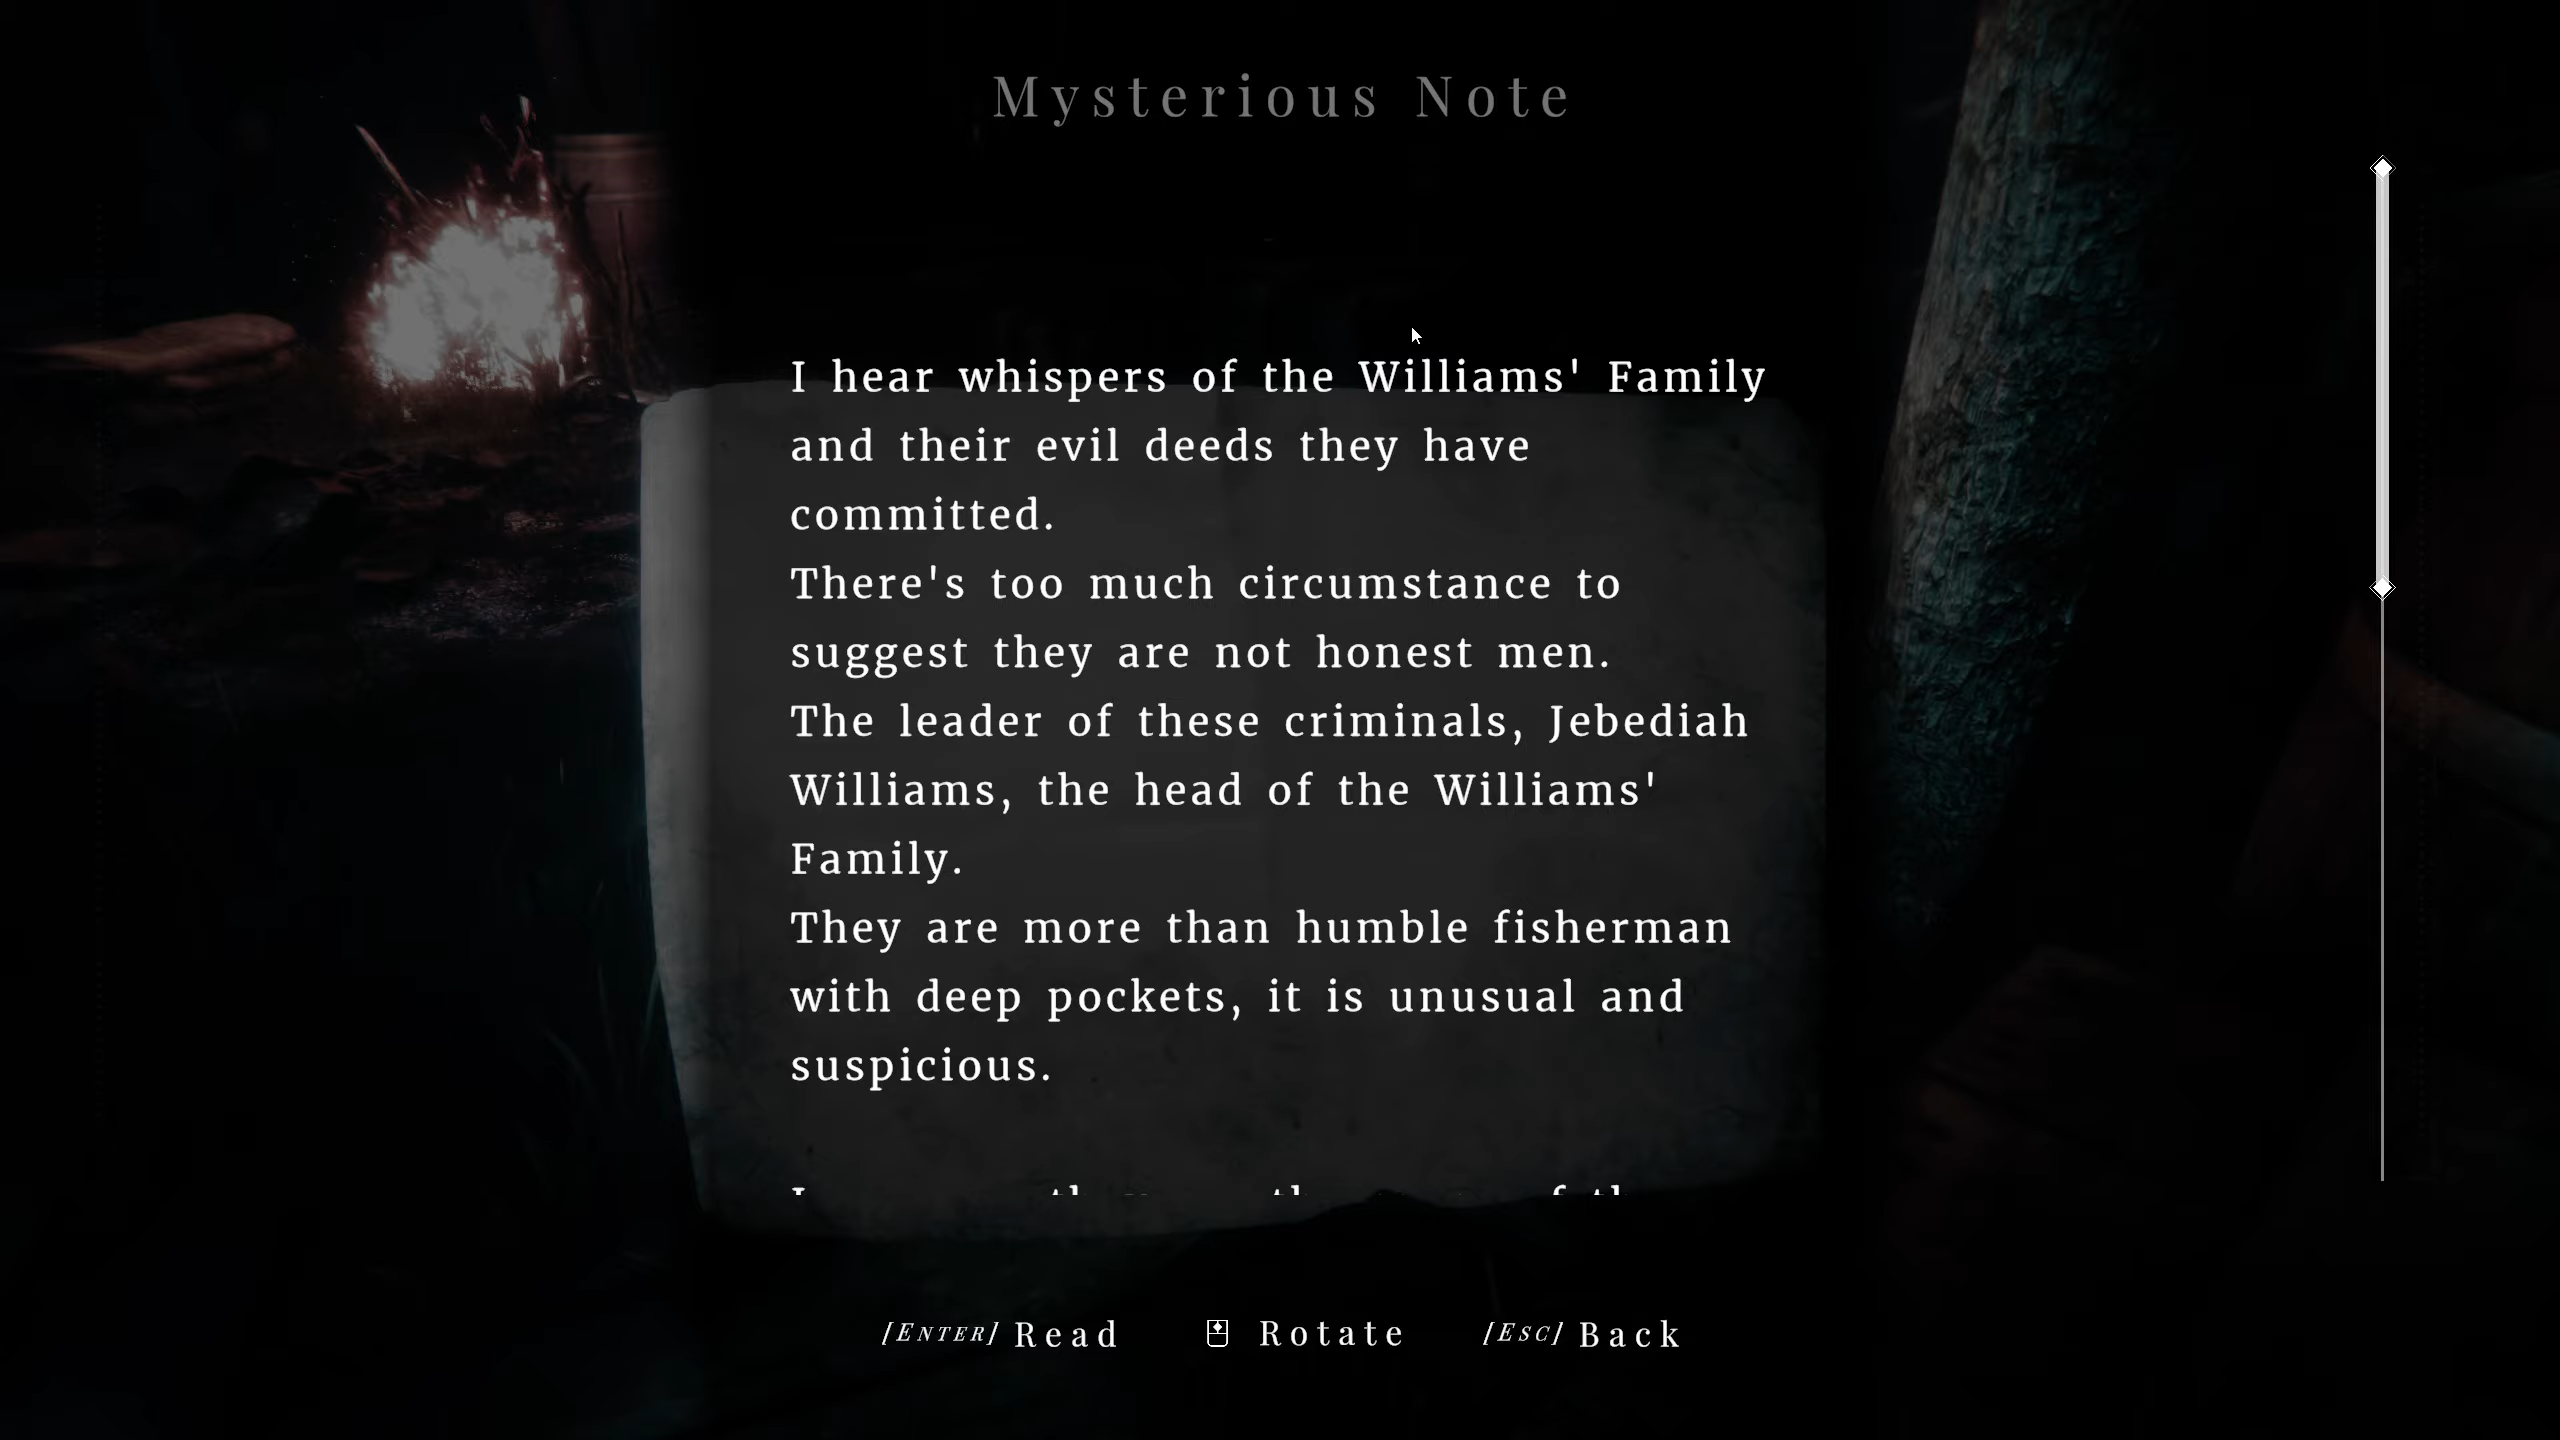 Mysterious Note
I hear whispers of the Williams' Family
and their evil deeds they have
committed.
There's too much circumstance to
suggest they are not honest men.
The leader of these criminals, Jebediah
Williams, the head of the Williams'
Family.
They are more than humble fisherman
with deep pockets, it is unusual and
suspicious.
[ENTER] Read Rotate [ESC] Back